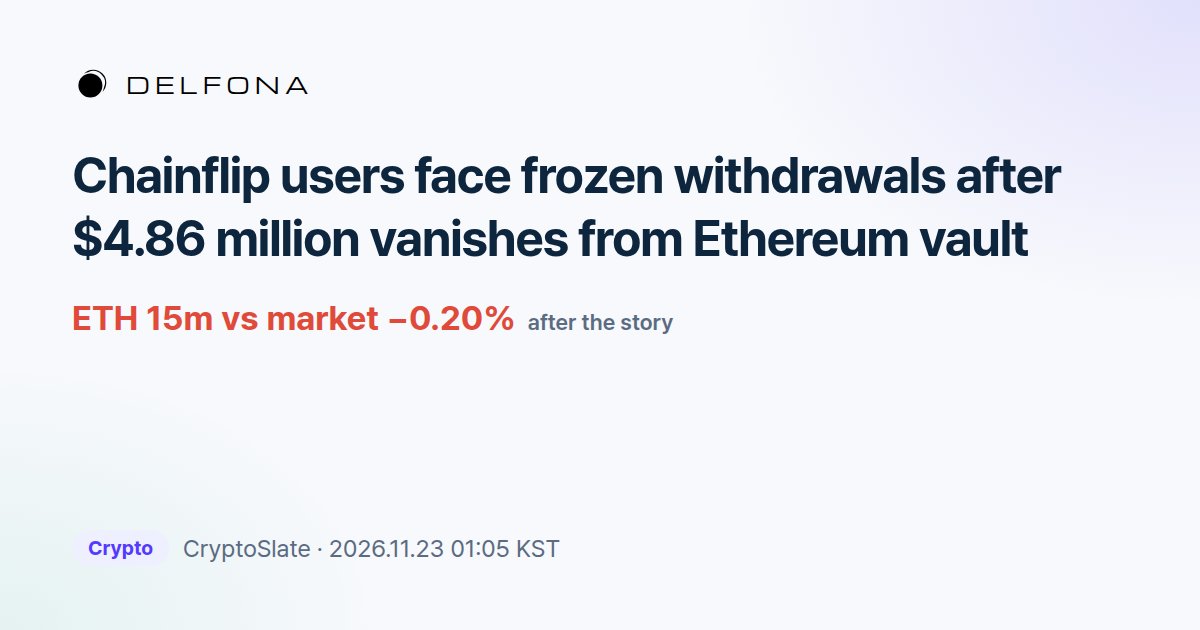 DELFONA
Chainflip users face frozen withdrawals after
$4.86 million vanishes from Ethereum vault
ETH 15m vs market −0.20% after the story
Crypto CryptoSlate · 2026.11.23 01:05 KST